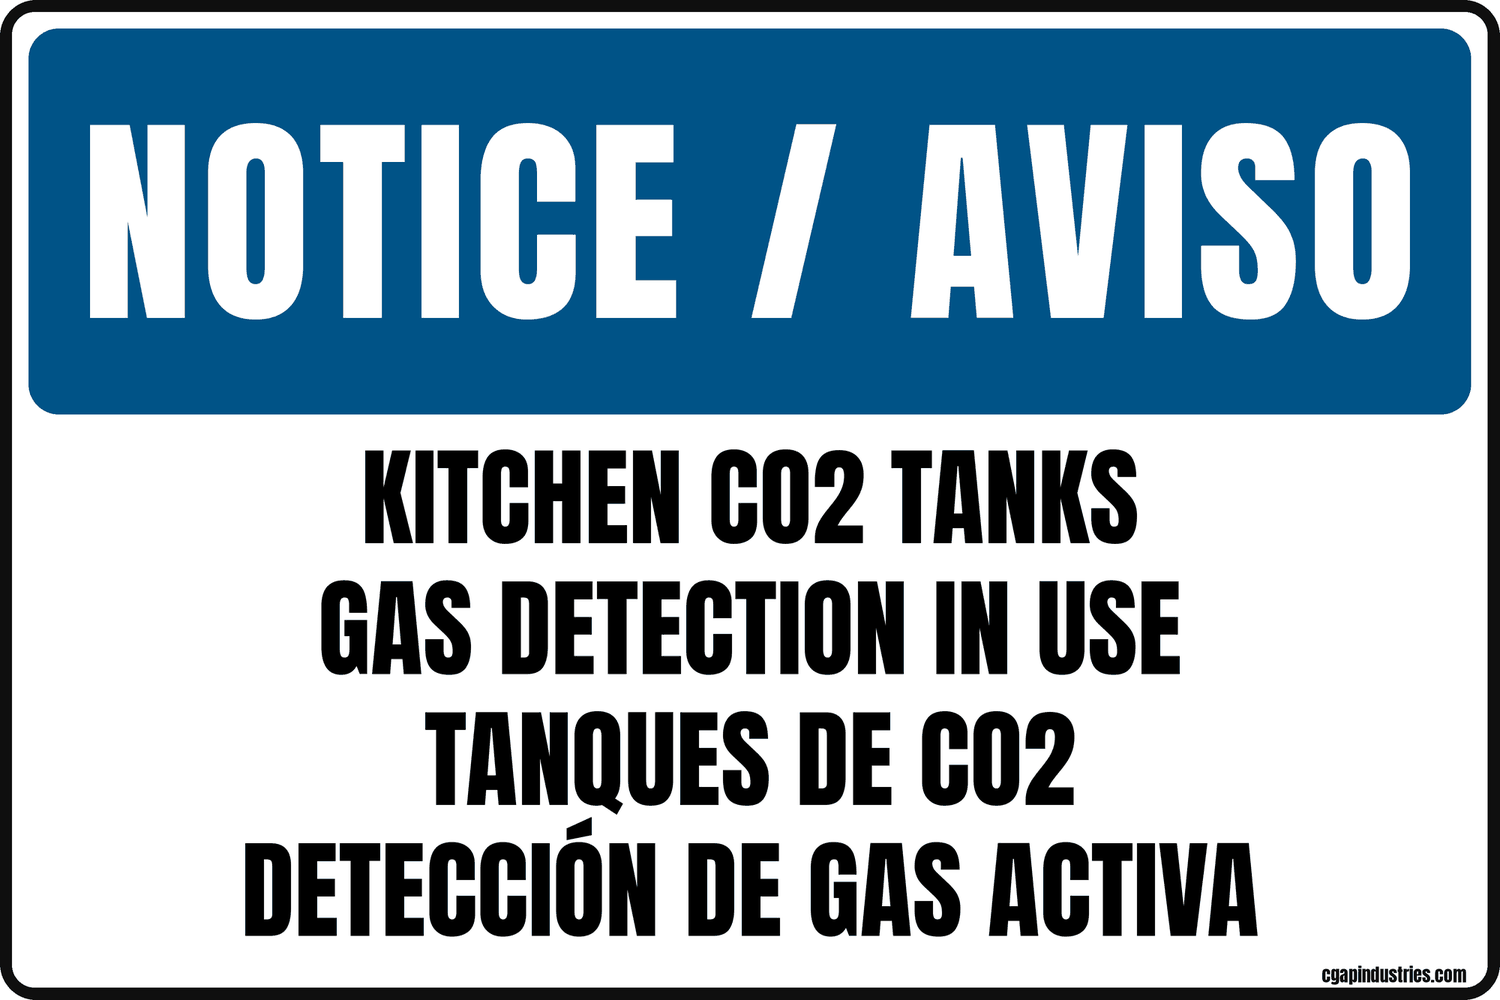 NOTICE / AVISO
KITCHEN CO2 TANKS
GAS DETECTION IN USE
TANQUES DE CO2
DETECCIÓN DE GAS ACTIVA
cgapindustries.com